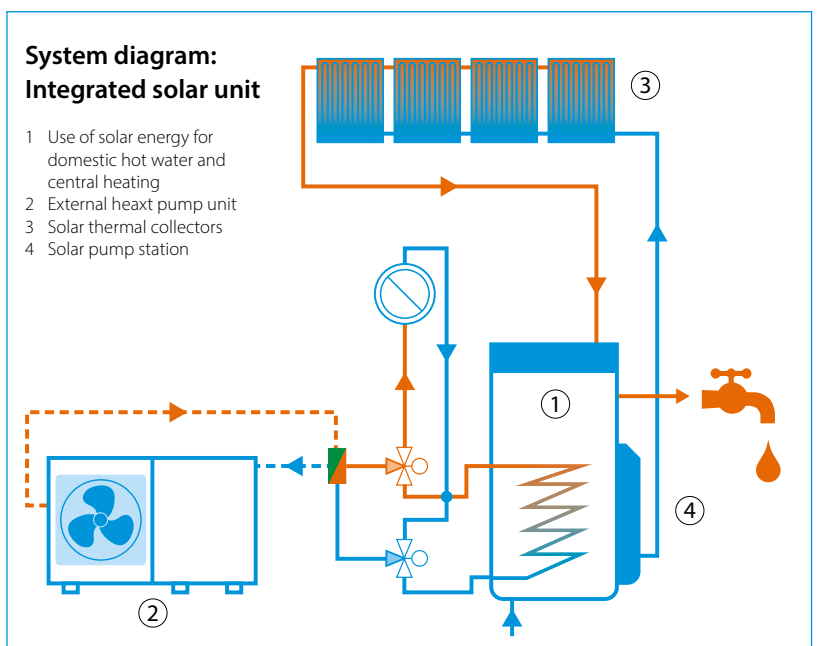 System diagram:
Integrated solar unit
1 Use of solar energy for
domestic hot water and
central heating
2 External heaxt pump unit
3 Solar thermal collectors
4 Solar pump station
3
1
4
2